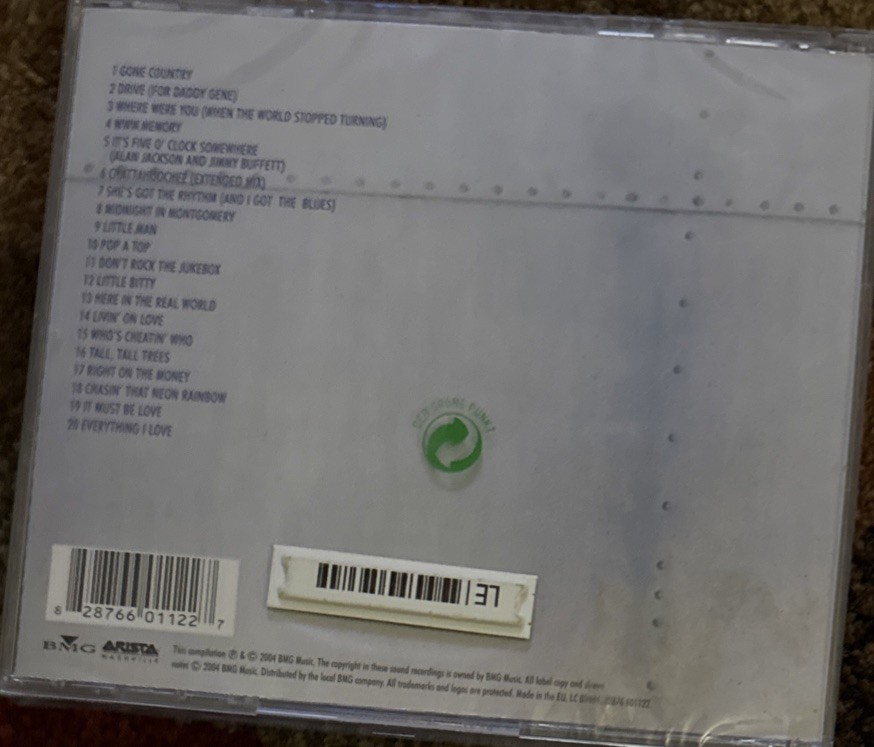 1 GONE COUNTRY
2 DRIVE (FOR DADDY GENE)
3 WHERE WERE YOU (WHEN THE WORLD STOPPED TURNING)
4 WWW.MEMORY
5 IT'S FIVE O' CLOCK SOMEWHERE
(ALAN JACKSON AND JIMMY BUFFETT)
6 CHATTAHOOCHEE (EXTENDED MIX)
7 SHE'S GOT THE RHYTHM (AND I GOT THE BLUES)
8 MIDNIGHT IN MONTGOMERY
9 LITTLE MAN
10 POP A TOP
11 DON'T ROCK THE JUKEBOX
12 LITTLE BITTY
13 HERE IN THE REAL WORLD
14 LIVIN' ON LOVE
15 WHO'S CHEATIN' WHO
16 TALL, TALL TREES
17 RIGHT ON THE MONEY
18 CHASIN' THAT NEON RAINBOW
19 IT MUST BE LOVE
20 EVERYTHING I LOVE
DER GRÜNE PUNKT
8 28766 01122 7
37
BMG ARISTA
NASHVILLE
This compilation ℗ & © 2004 BMG Music. The copyright in these sound recordings is owned by BMG Music. All label copy and
notes © 2004 BMG Music. Distributed by the local BMG company. All trademarks and logos are protected. Made in the EU. LC